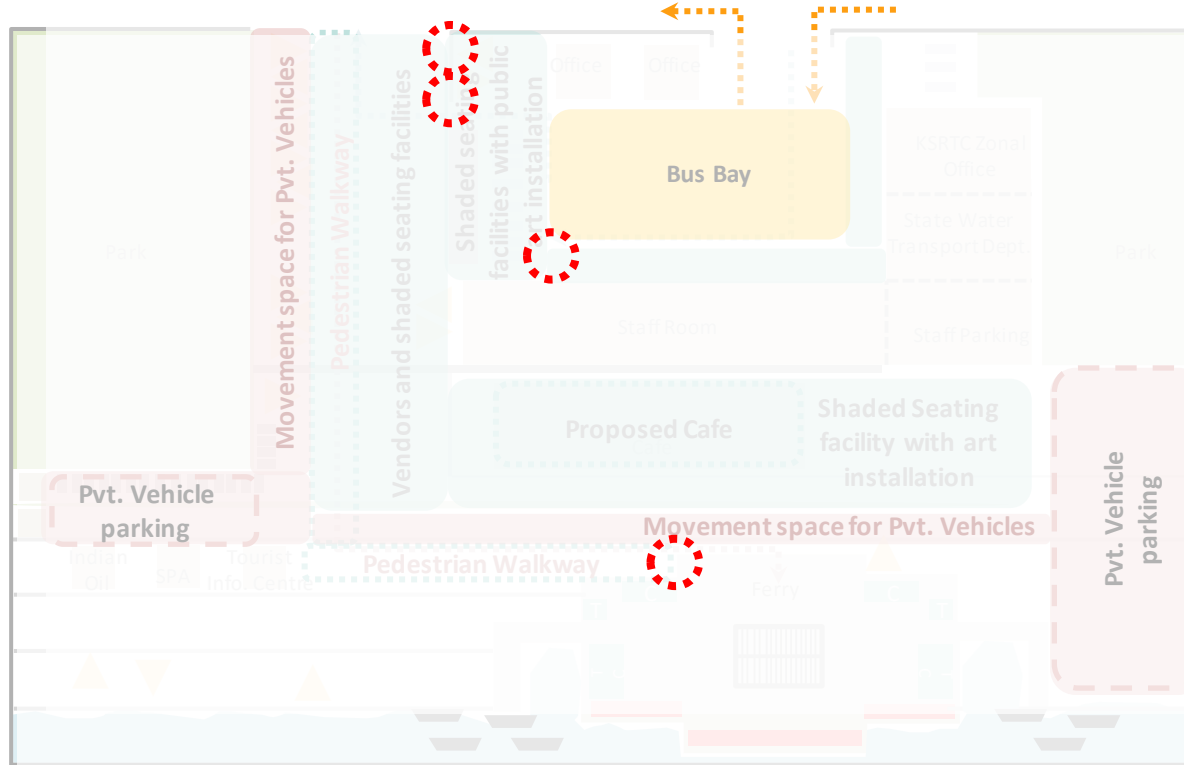 Movement space for Pvt. Vehicles
Pedestrian Walkway
Vendors and shaded seating facilities
Shaded seating
facilities with public
art installation
Office
Office
Bus Bay
Zonal
Office
State Water
Transport Dept.
Park
Park
Staff Room
Staff Parking
Proposed Cafe
Shaded Seating
facility with art
installation
Pvt. Vehicle
parking
Movement space for Pvt. Vehicles
Pvt. Vehicle
parking
Indian
Oil
Tourist
Info. Centre
Pedestrian Walkway
Ferry